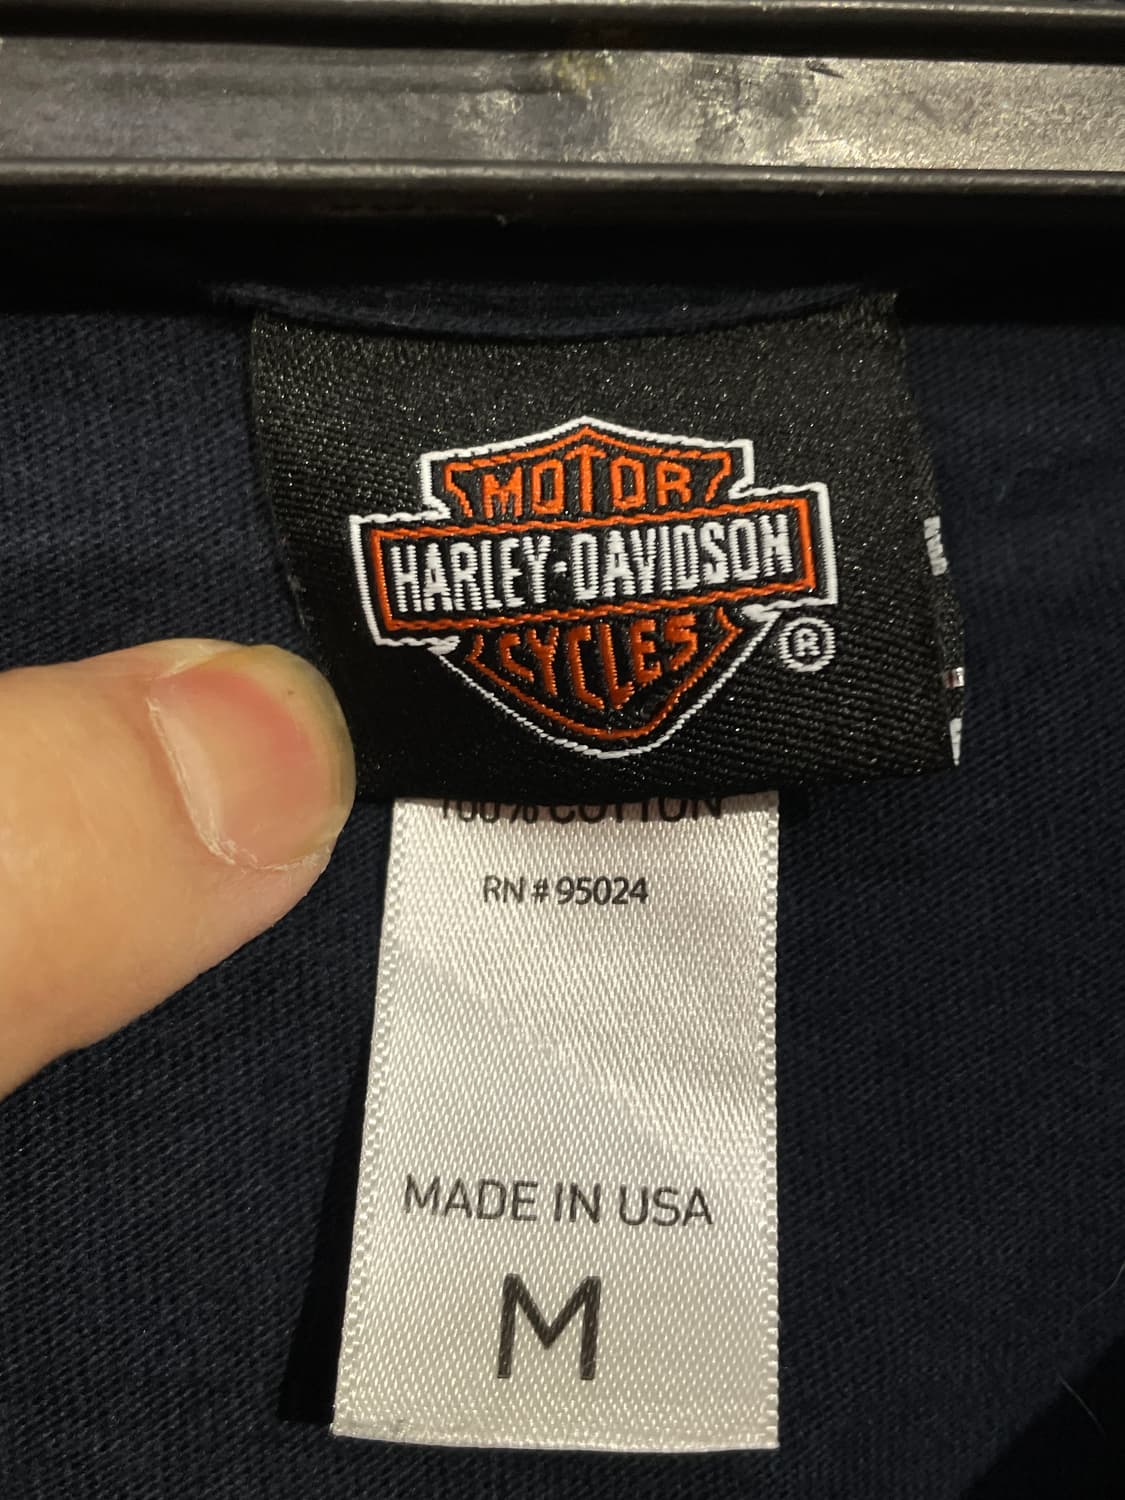 MOTOR
HARLEY-DAVIDSON
CYCLES
®
100% COTTON
RN # 95024
MADE IN USA
M